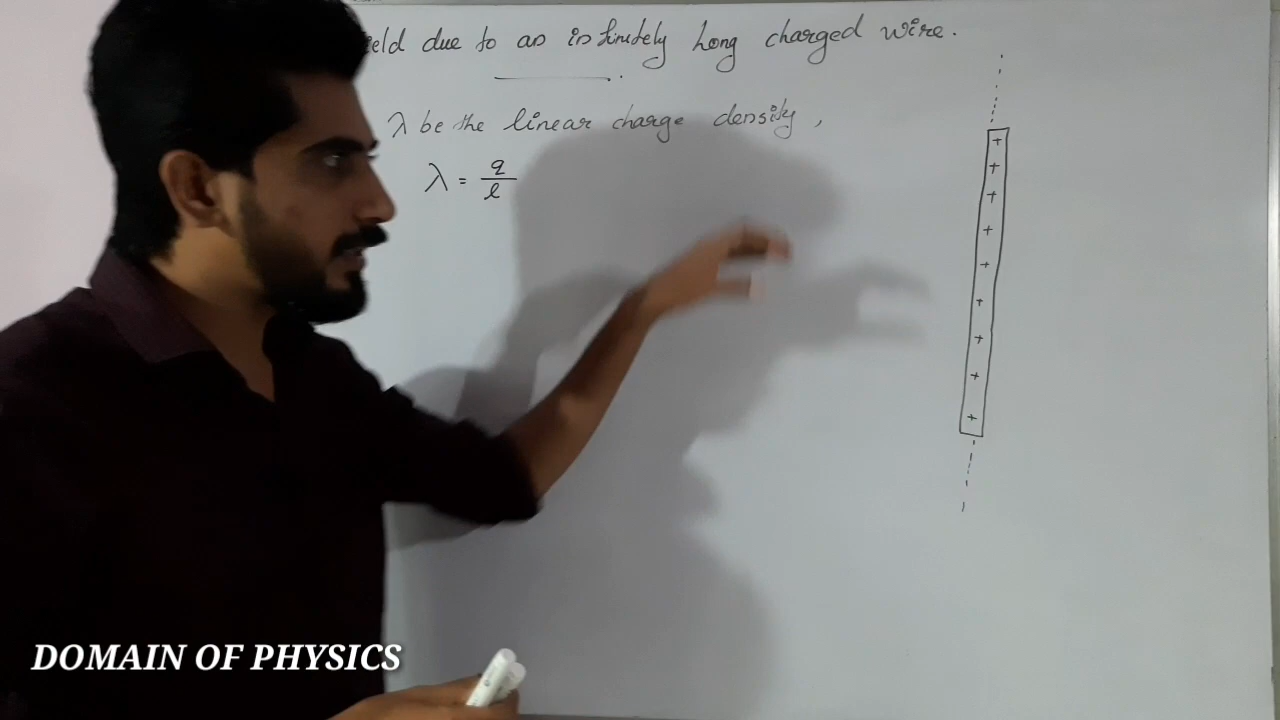 eld due to an infinitely Long charged wire.
λ be the linear charge density,
λ = q/l
+
+
+
+
+
+
+
+
+
DOMAIN OF PHYSICS